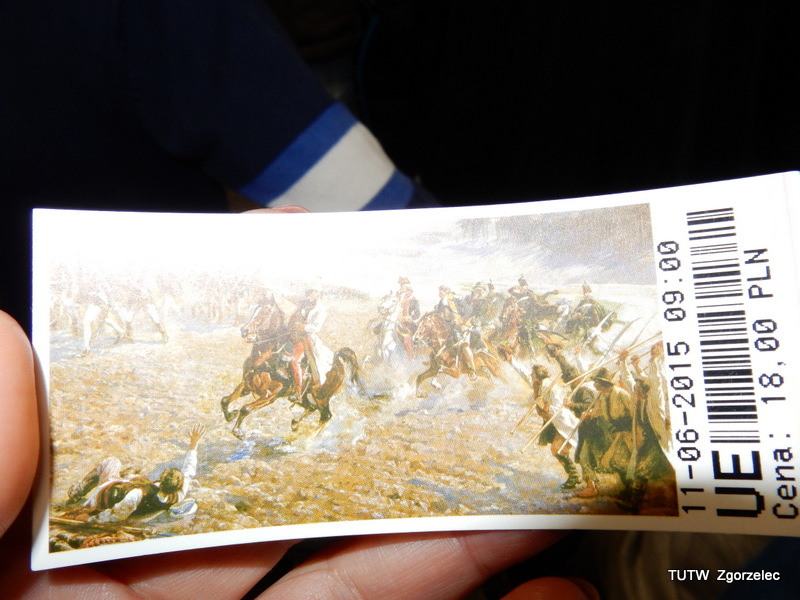 11-06-2015 09:00
UE
Cena: 18,00 PLN
TUTW Zgorzelec